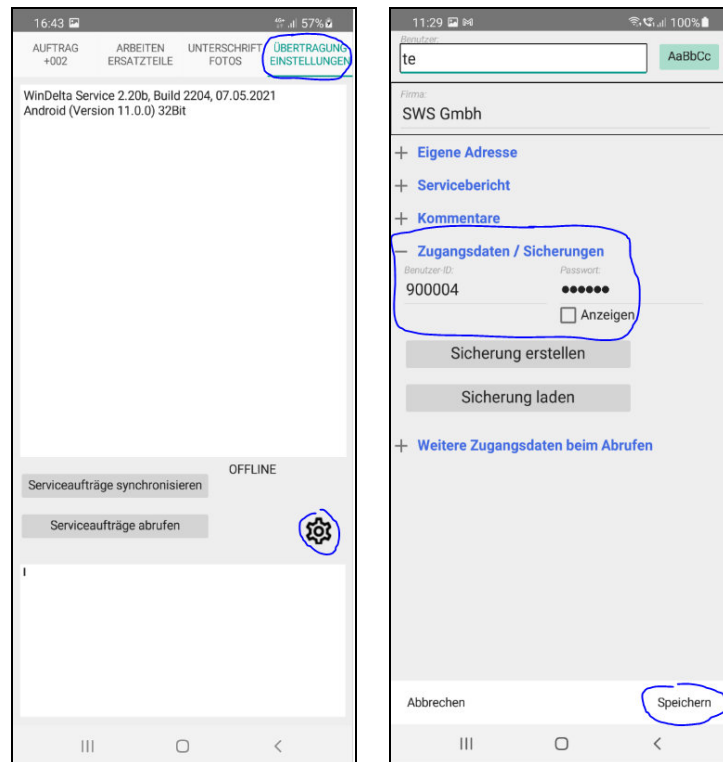 16:43 57%
AUFTRAG +002
ARBEITEN ERSATZTEILE
UNTERSCHRIFT FOTOS
ÜBERTRAGUNG EINSTELLUNGEN
WinDelta Service 2.20b, Build 2204, 07.05.2021
Android (Version 11.0.0) 32Bit
OFFLINE
Serviceaufträge synchronisieren
Serviceaufträge abrufen
11:29 100%
Benutzer:
te
AaBbCc
Firma:
SWS Gmbh
+ Eigene Adresse
+ Servicebericht
+ Kommentare
− Zugangsdaten / Sicherungen
Benutzer-ID: Passwort:
900004 ●●●●●●
Anzeigen
Sicherung erstellen
Sicherung laden
+ Weitere Zugangsdaten beim Abrufen
Abbrechen Speichern